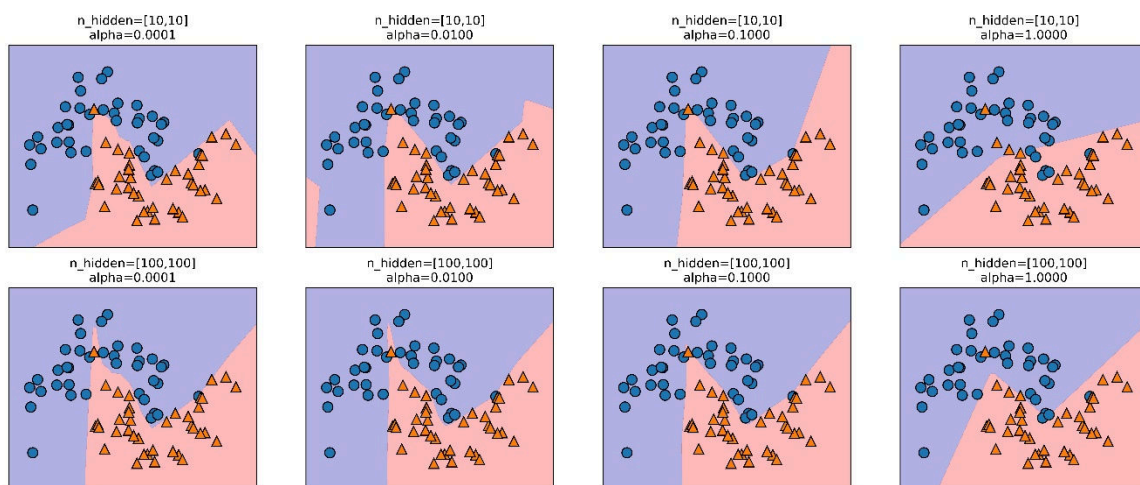 n_hidden=[10,10]
alpha=0.0001
n_hidden=[10,10]
alpha=0.0100
n_hidden=[10,10]
alpha=0.1000
n_hidden=[10,10]
alpha=1.0000
n_hidden=[100,100]
alpha=0.0001
n_hidden=[100,100]
alpha=0.0100
n_hidden=[100,100]
alpha=0.1000
n_hidden=[100,100]
alpha=1.0000